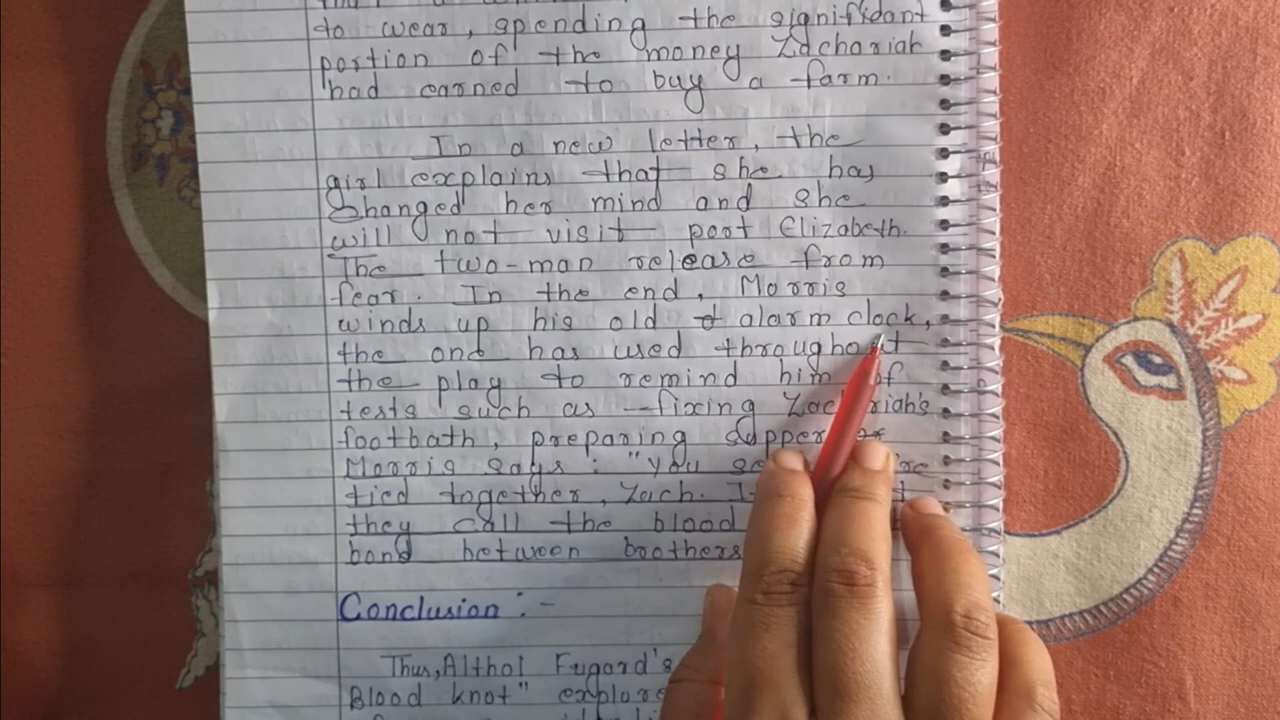 to wear, spending the signifidant
portion of the money Zachariah
had earned to buy a farm.
In a new letter, the
girl explains that she has
changed her mind and she
will not visit port Elizabeth.
The two-man release from
fear. In the end, Morris
winds up his old alarm clock,
the one has used throughout
the play to remind him of
tests such as fixing
footbath, preparing supper
Morris says: "you
tied together, Zach.
they call the blood
bond between brothers
Conclusion :-
Thus, Althol Fugard's
Blood knot" explore